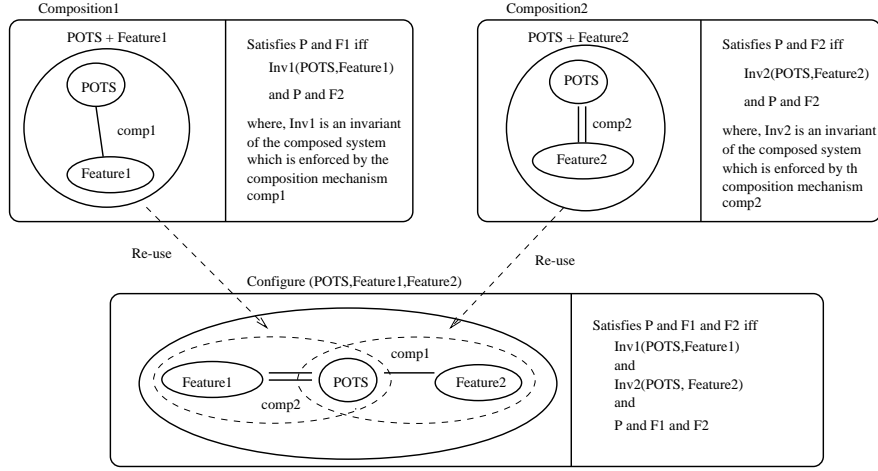 Composition1
POTS + Feature1
POTS
comp1
Feature1
Satisfies P and F1 iff
Inv1(POTS,Feature1)
and P and F2
where, Inv1 is an invariant
of the composed system
which is enforced by the
composition mechanism
comp1
Composition2
POTS + Feature2
POTS
comp2
Feature2
Satisfies P and F2 iff
Inv2(POTS,Feature2)
and P and F2
where, Inv2 is an invariant
of the composed system
which is enforced by th
composition mechanism
comp2
Re-use
Re-use
Configure (POTS,Feature1,Feature2)
Feature1
comp2
POTS
comp1
Feature2
Satisfies P and F1 and F2 iff
Inv1(POTS,Feature1)
and
Inv2(POTS, Feature2)
and
P and F1 and F2